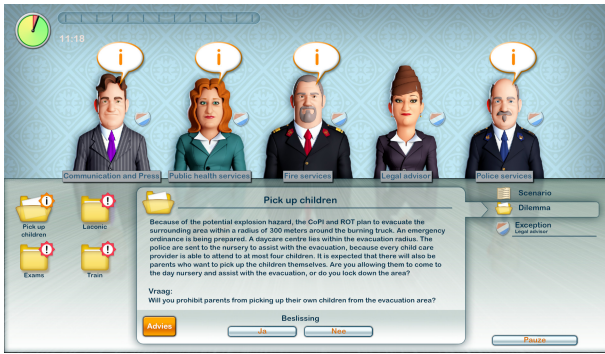 11:18
i
i
i
i
i
Communication and Press
Public health services
Fire services
Legal advisor
Police services
Pick up children
Because of the potential explosion hazard, the CoPI and ROT plan to evacuate the
surrounding area within a radius of 300 meters around the burning truck. An emergency
ordinance is being prepared. A daycare centre lies within the evacuation radius. The
police are sent to the nursery to assist with the evacuation, because every child care
provider is able to attend to at most four children. It is expected that there will also be
parents who want to pick up the children themselves. Are you allowing them to come to
the day nursery and assist with the evacuation, or do you lock down the area?
Vraag:
Will you prohibit parents from picking up their own children from the evacuation area?
Beslissing
Advies
Ja
Nee
i
Pick up
children
!
Laconic
!
Exams
!
Train
Scenario
Dilemma
Exception
Legal advisor
Pauze